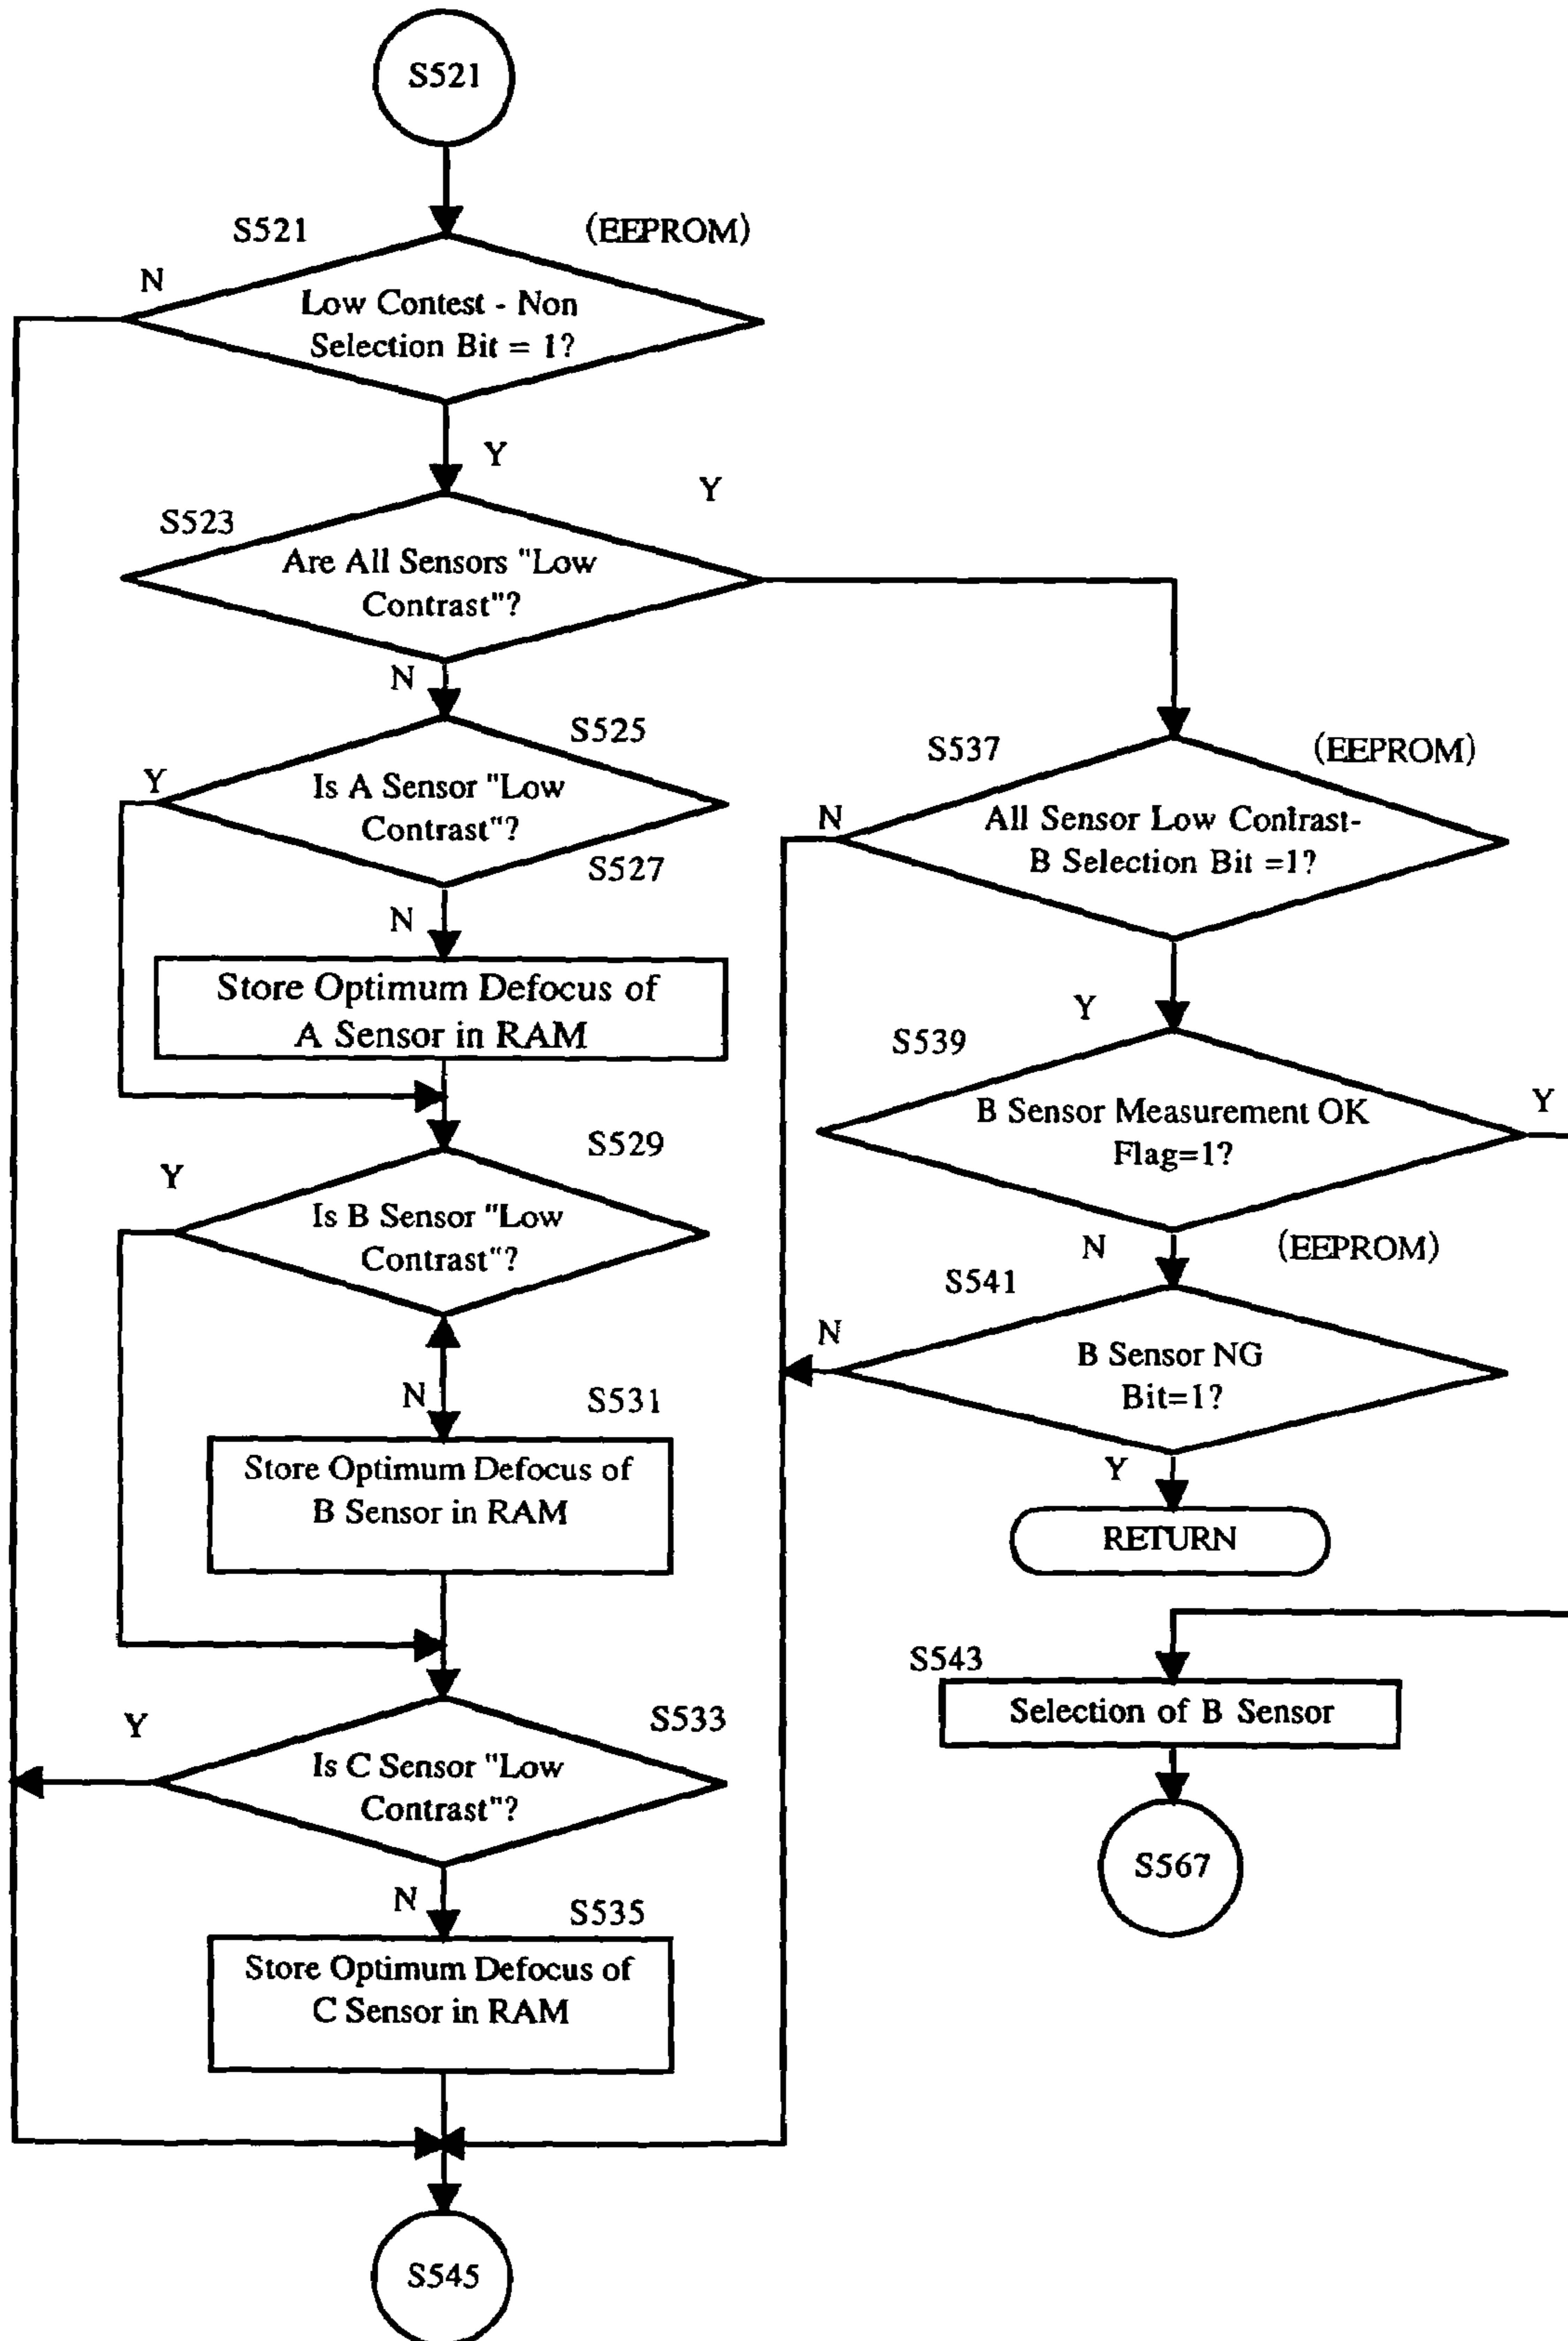 S521
S521
(EEPROM)
N
Low Contest - Non
Selection Bit = 1?
Y
Y
S523
Are All Sensors "Low
Contrast"?
N
S525
Y
Is A Sensor "Low
Contrast"?
S527
N
Store Optimum Defocus of
A Sensor in RAM
S529
Y
Is B Sensor "Low
Contrast"?
N
S531
Store Optimum Defocus of
B Sensor in RAM
Y
S533
Is C Sensor "Low
Contrast"?
N
S535
Store Optimum Defocus of
C Sensor in RAM
S545
S537
(EEPROM)
N
All Sensor Low Contrast-
B Selection Bit =1?
Y
S539
B Sensor Measurement OK
Flag=1?
Y
N
(EEPROM)
S541
N
B Sensor NG
Bit=1?
Y
RETURN
S543
Selection of B Sensor
S567